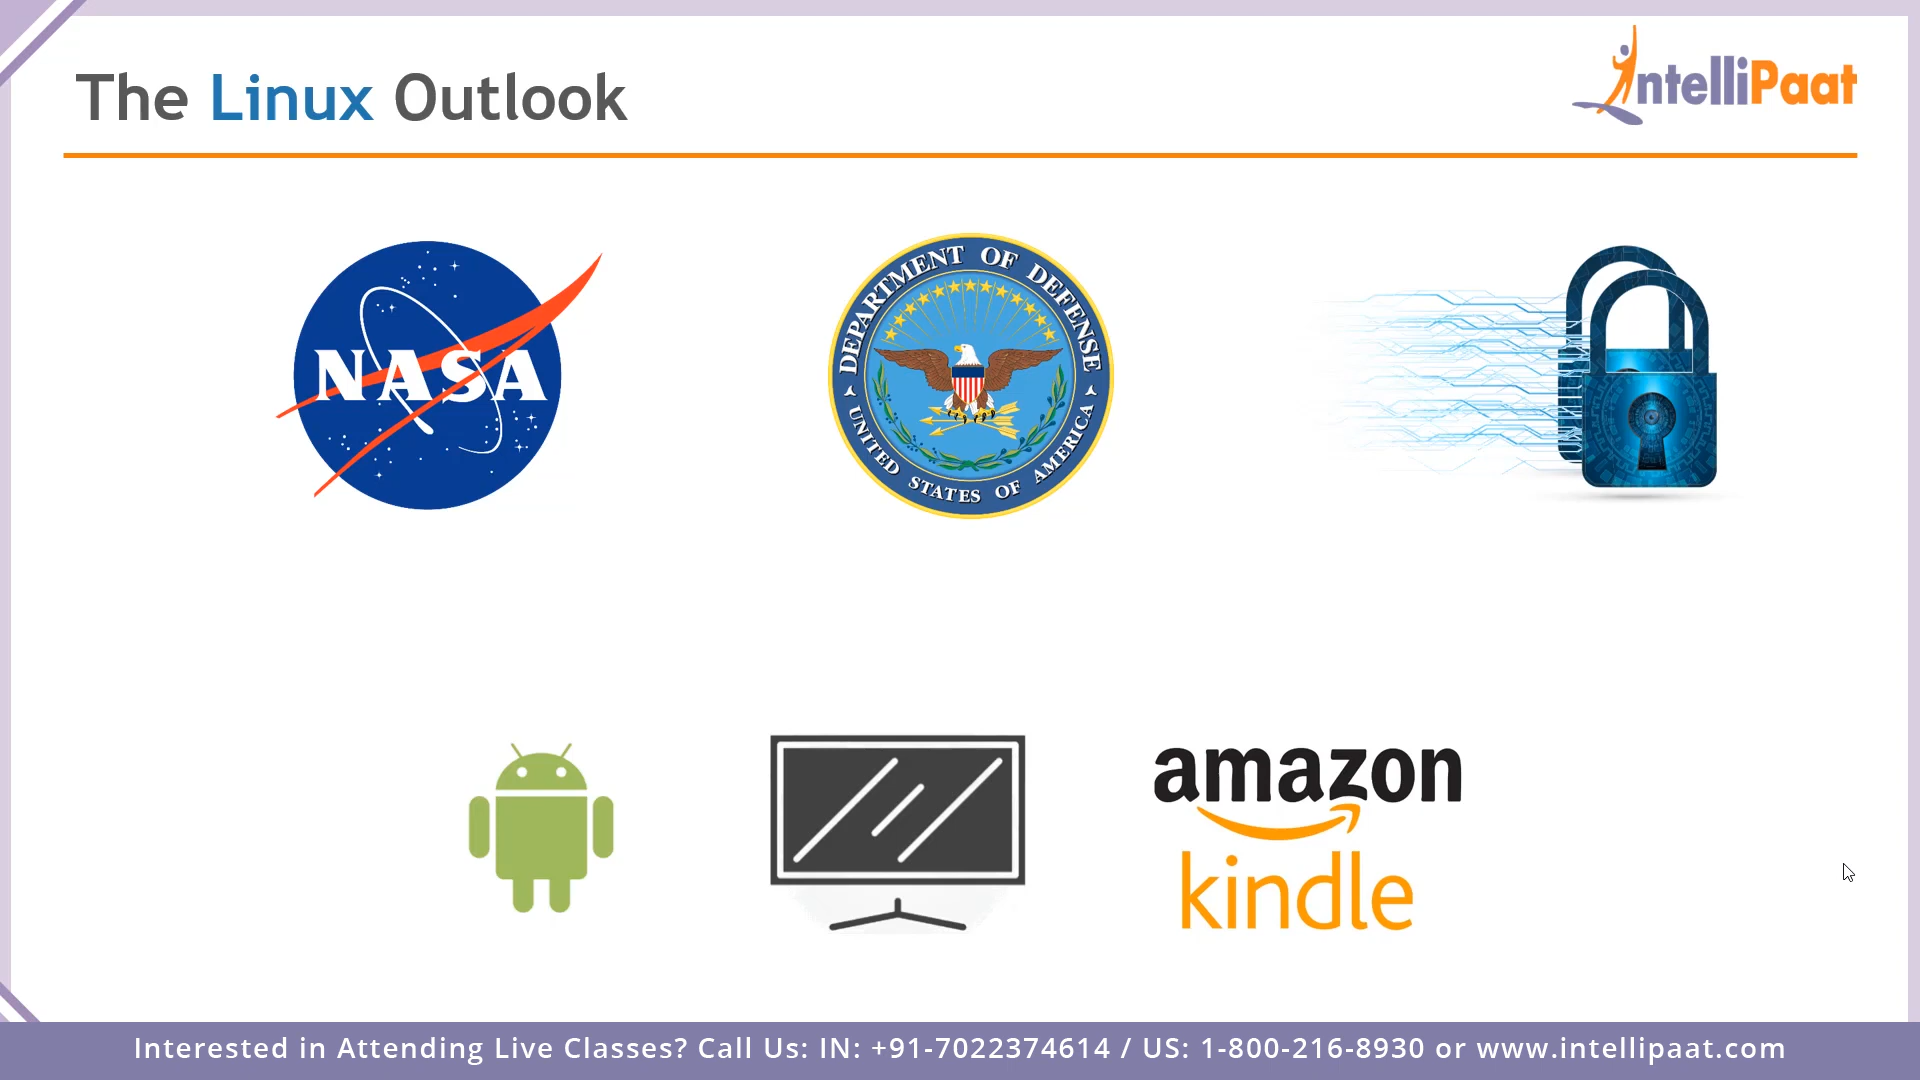 The Linux Outlook
IntelliPaat
NASA
DEPARTMENT OF DEFENSE
UNITED STATES OF AMERICA
amazon
kindle
Interested in Attending Live Classes? Call Us: IN: +91-7022374614 / US: 1-800-216-8930 or www.intellipaat.com